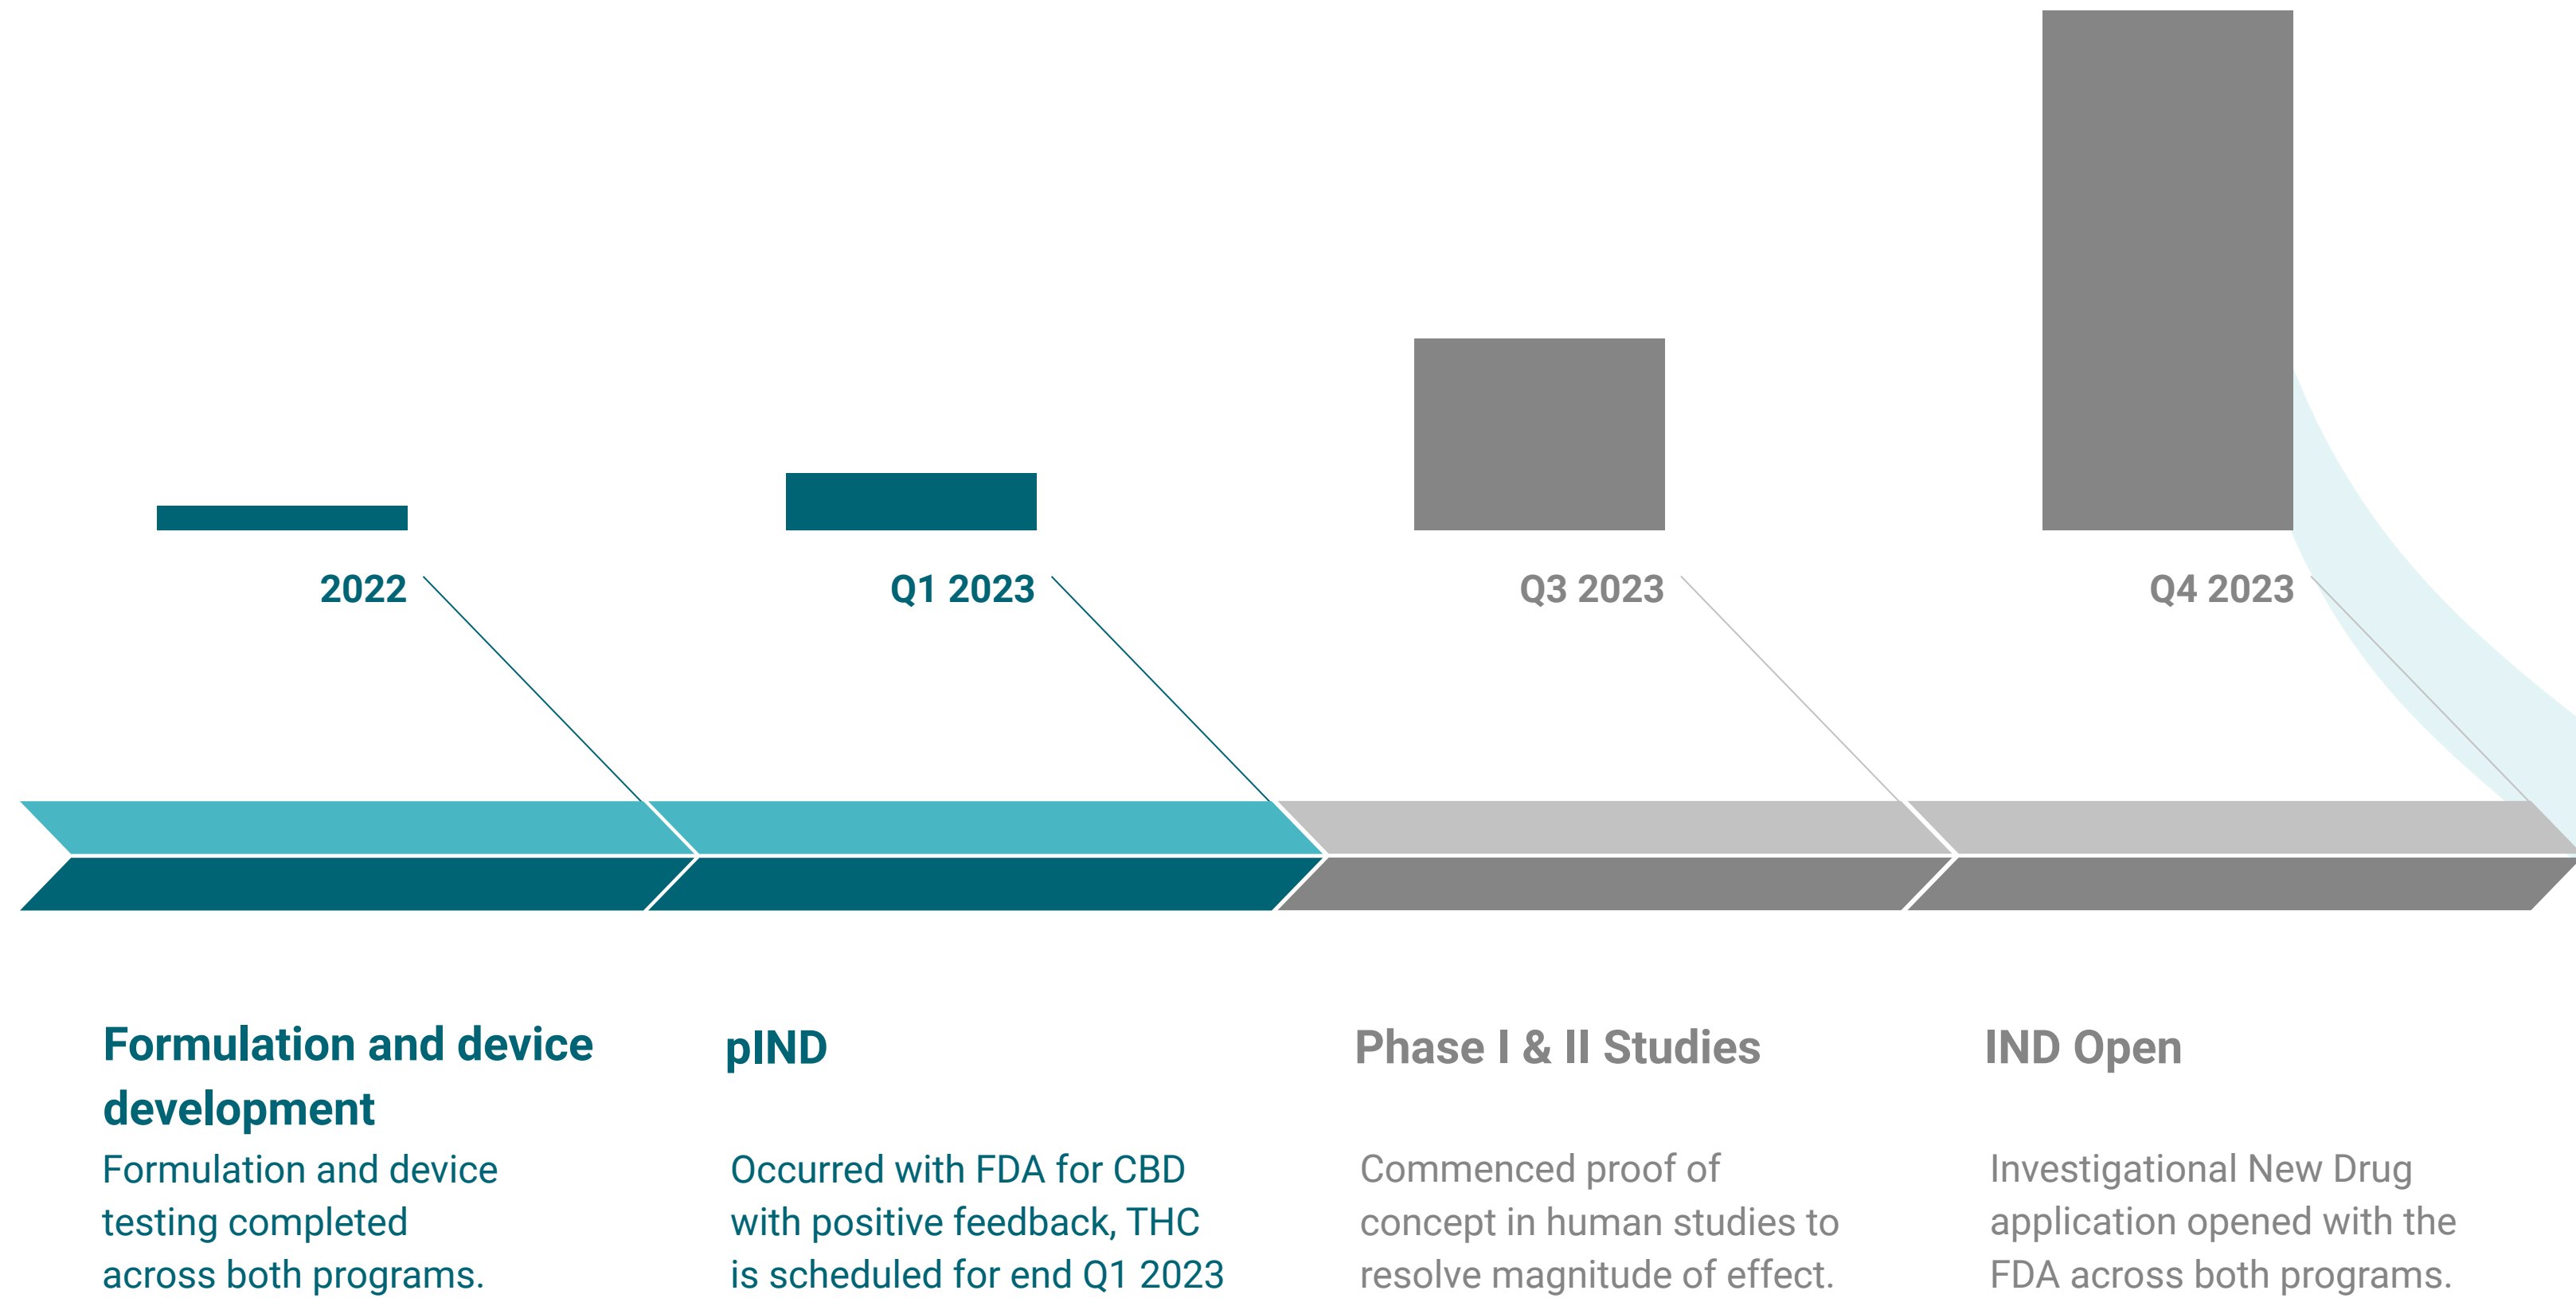 2022
Q1 2023
Q3 2023
Q4 2023
Formulation and device
development
Formulation and device
testing completed
across both programs.
pIND
Occurred with FDA for CBD
with positive feedback, THC
is scheduled for end Q1 2023
Phase I & II Studies
Commenced proof of
concept in human studies to
resolve magnitude of effect.
IND Open
Investigational New Drug
application opened with the
FDA across both programs.